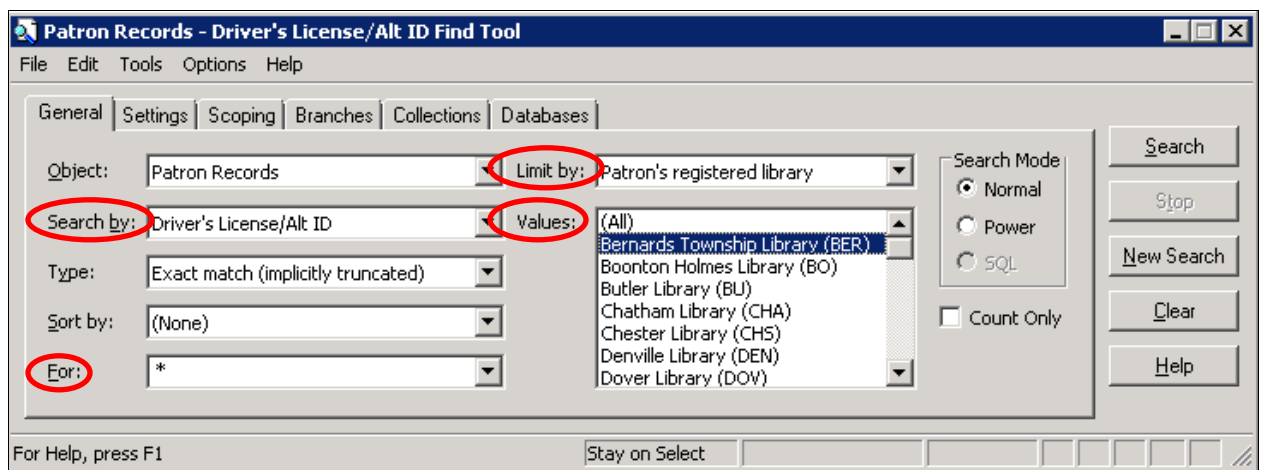 Patron Records - Driver's License/Alt ID Find Tool
File Edit Tools Options Help
General Settings Scoping Branches Collections Databases
Object: Patron Records
Limit by: Patron's registered library
Search by: Driver's License/Alt ID
Values: (All)
Bernards Township Library (BER)
Boonton Holmes Library (BO)
Butler Library (BU)
Chatham Library (CHA)
Chester Library (CHS)
Denville Library (DEN)
Dover Library (DOV)
Type: Exact match (implicitly truncated)
Sort by: (None)
For: *
Search Mode
Normal
Power
SQL
Count Only
Search
Stop
New Search
Clear
Help
For Help, press F1
Stay on Select